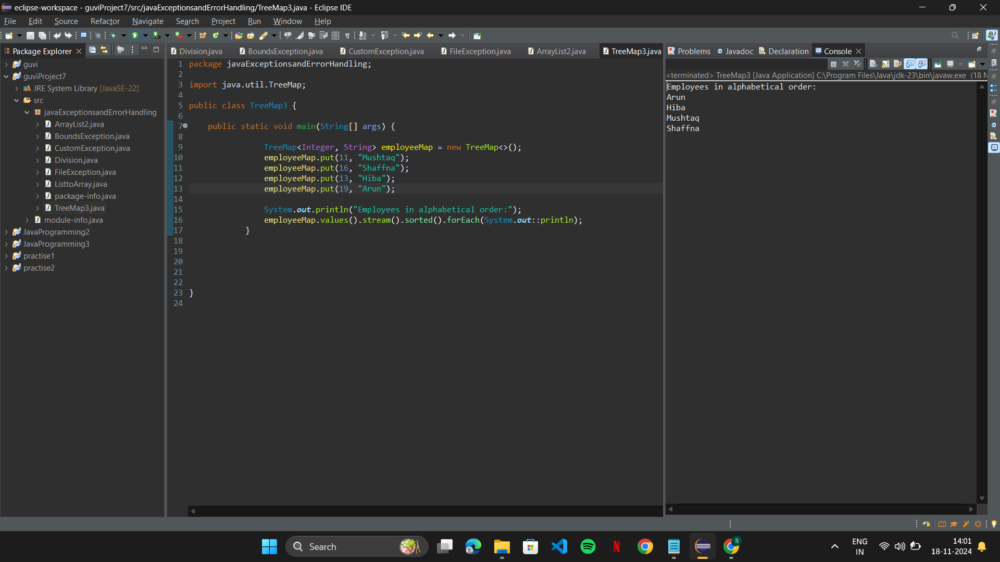 eclipse-workspace - guviProject7/src/javaExceptionsandErrorHandling/TreeMap3.java - Eclipse IDE
File Edit Source Refactor Navigate Search Project Run Window Help
Package Explorer
guvi
guviProject7
JRE System Library [JavaSE-22]
src
javaExceptionsandErrorHandling
ArrayList2.java
BoundsException.java
CustomException.java
Division.java
FileException.java
ListtoArray.java
package-info.java
TreeMap3.java
module-info.java
JavaProgramming2
JavaProgramming3
practise1
practise2
Division.java BoundsException.java CustomException.java FileException.java ArrayList2.java TreeMap3.java
1 package javaExceptionsandErrorHandling;
2
3 import java.util.TreeMap;
4
5 public class TreeMap3 {
6
7 public static void main(String[] args) {
8
9 TreeMap<Integer, String> employeeMap = new TreeMap<>();
10 employeeMap.put(11, "Mushtaq");
11 employeeMap.put(16, "Shaffna");
12 employeeMap.put(13, "Hiba");
13 employeeMap.put(19, "Arun");
14
15 System.out.println("Employees in alphabetical order:");
16 employeeMap.values().stream().sorted().forEach(System.out::println);
17 }
18
19
20
21
22
23 }
24
Problems Javadoc Declaration Console
<terminated> TreeMap3 [Java Application] C:\Program Files\Java\jdk-23\bin\javaw.exe (18 N
Employees in alphabetical order:
Arun
Hiba
Mushtaq
Shaffna
Search
S
ENG
IN
14:01
18-11-2024